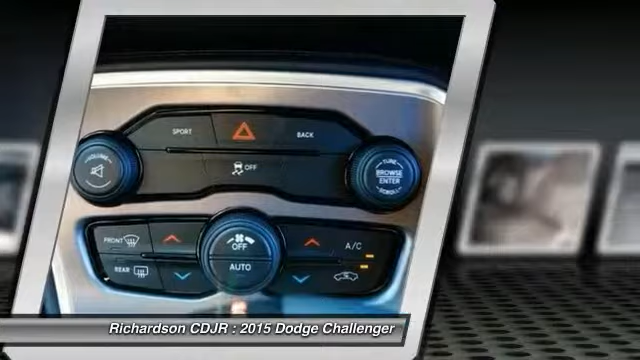 SPORT
BACK
VOLUME
OFF
TUNE
BROWSE
ENTER
SCROLL
FRONT
A/C
OFF
REAR
AUTO
Richardson CDJR : 2015 Dodge Challenger